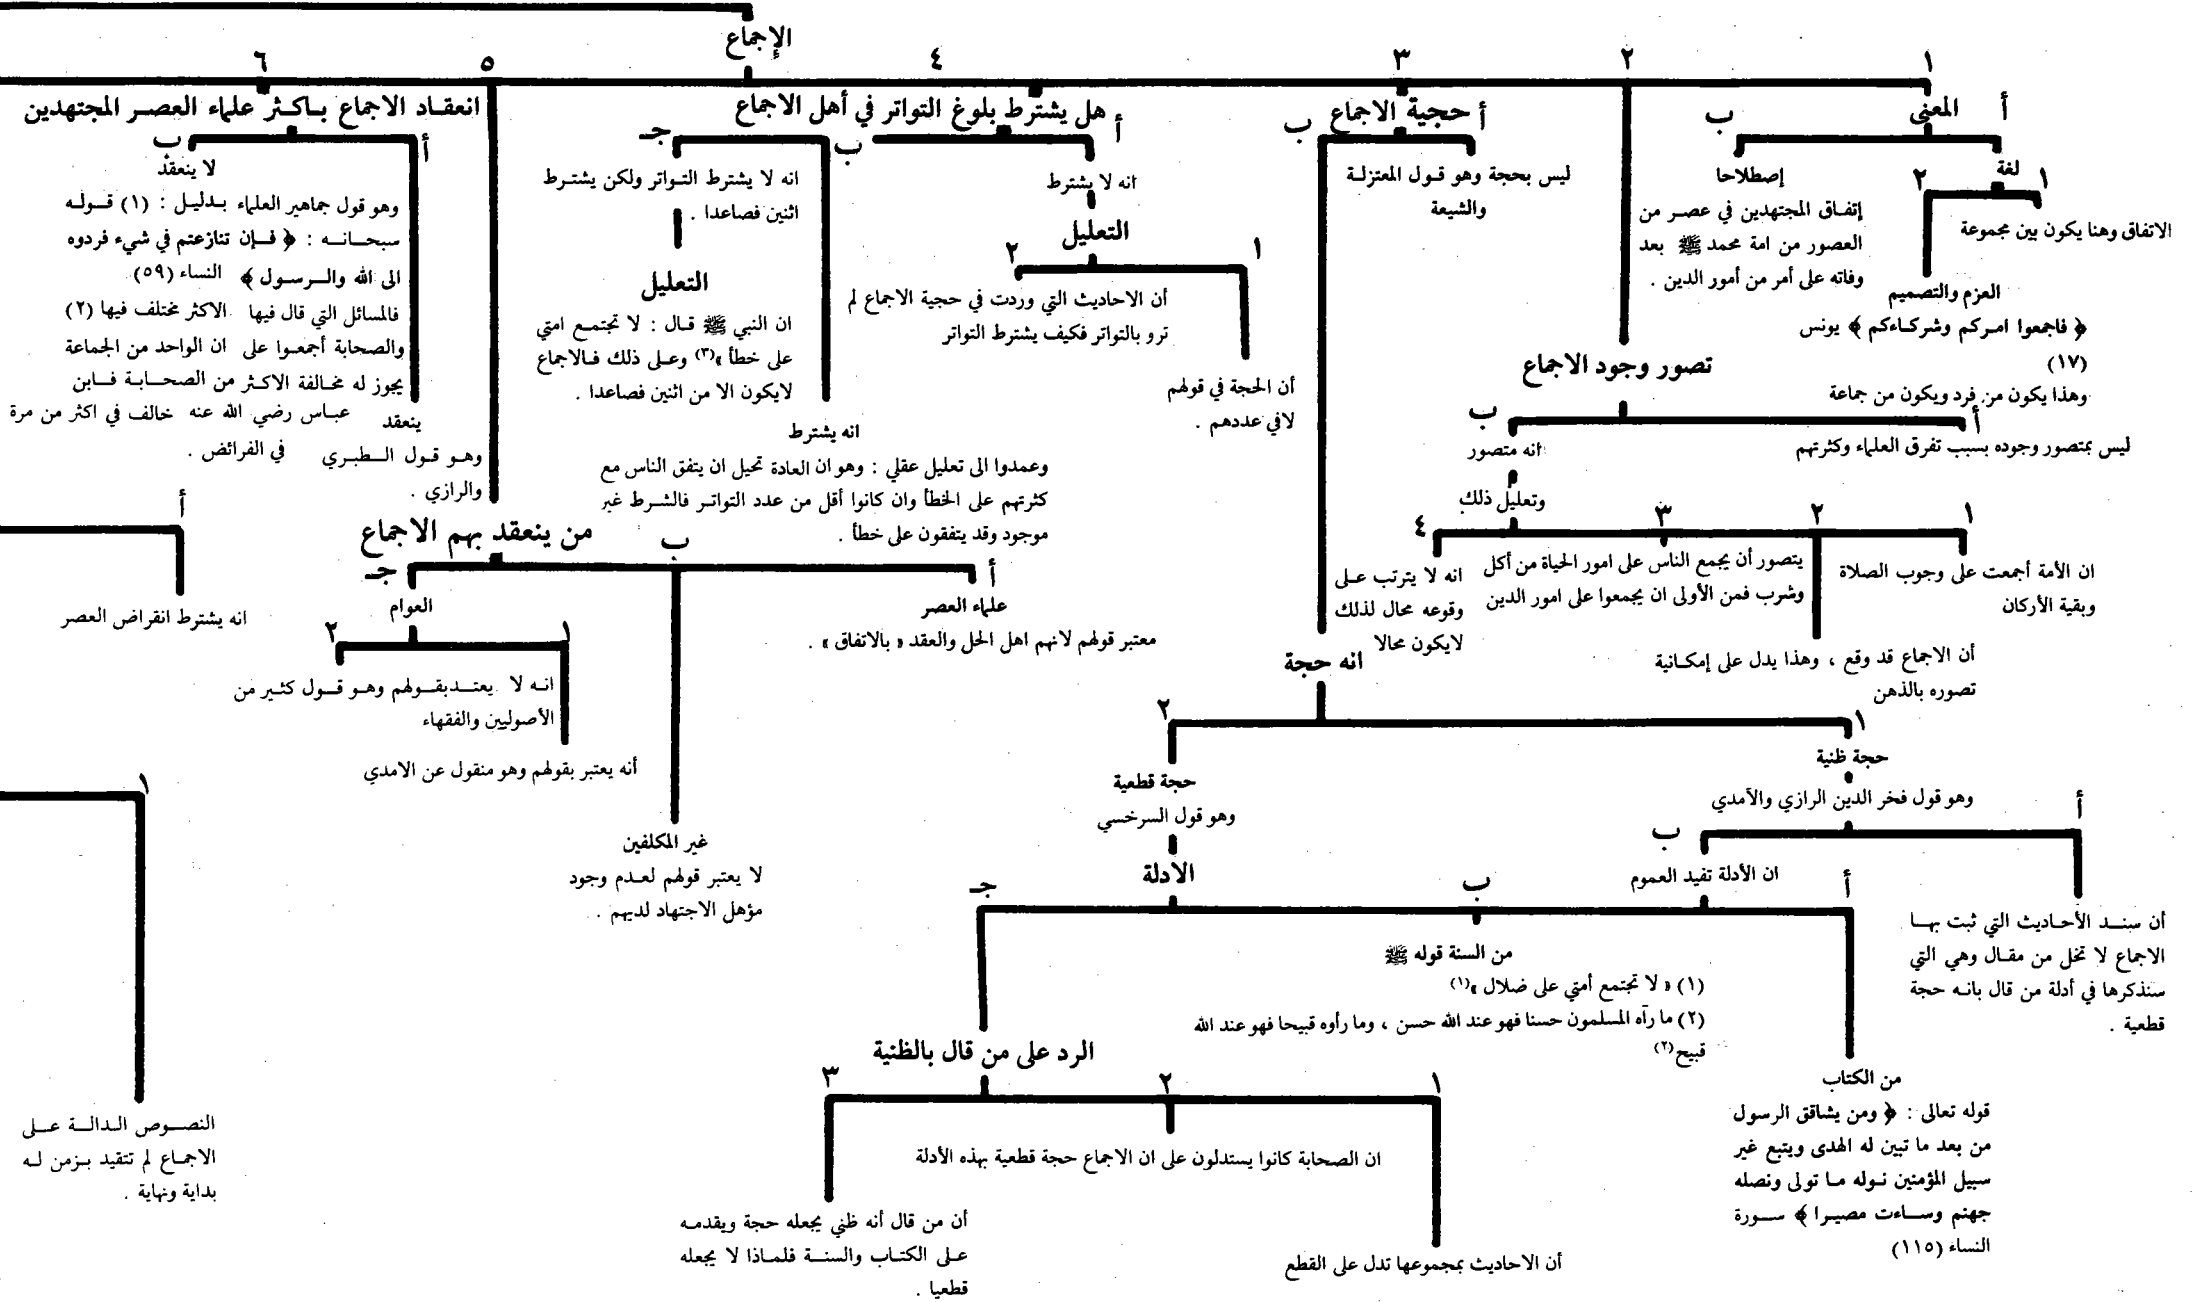 الإجماع
١
٢
٣
٤
٥
٦
أ
المعنى
ب
لغة
١
٢
الاتفاق وهنا يكون بين مجموعة
العزم والتصميم
﴿ فاجمعوا امركم وشركاءكم ﴾ يونس
(١٧)
وهذا يكون من فرد ويكون من جماعة
إصطلاحا
إتفاق المجتهدين في عصر من
العصور من امة محمد ﷺ بعد
وفاته على أمر من أمور الدين .
تصور وجود الاجماع
أ
ب
ليس بمتصور وجوده بسبب تفرق العلماء وكثرتهم
انه متصور
وتعليل ذلك
١
٢
٣
٤
ان الأمة أجمعت على وجوب الصلاة
وبقية الأركان
أن الاجماع قد وقع ، وهذا يدل على إمكانية
تصوره بالذهن
يتصور أن يجمع الناس على امور الحياة من أكل
وشرب فمن الأولى ان يجمعوا على امور الدين
انه لا يترتب على
وقوعه محال لذلك
لايكون محالا
حجية الاجماع
أ
ب
ليس بحجة وهو قول المعتزلة
والشيعة
انه حجة
١
٢
حجة ظنية
وهو قول فخر الدين الرازي والآمدي
أ
ب
أن سند الأحاديث التي ثبت بها
الاجماع لا تخل من مقال وهي التي
سنذكرها في أدلة من قال بانه حجة
قطعية .
ان الأدلة تفيد العموم
حجة قطعية
وهو قول السرخسي
الادلة
أ
ب
جـ
من الكتاب
قوله تعالى : ﴿ ومن يشاقق الرسول
من بعد ما تبين له الهدى ويتبع غير
سبيل المؤمنين نوله ما تولى ونصله
جهنم وساءت مصيرا ﴾ سورة
النساء (١١٥)
من السنة قوله ﷺ
(١) « لا تجتمع أمتي على ضلال »(١)
(٢) ما رآه المسلمون حسنا فهو عند الله حسن ، وما رأوه قبيحا فهو عند الله
قبيح(٢)
الرد على من قال بالظنية
١
٢
٣
أن الاحاديث بمجموعها تدل على القطع
ان الصحابة كانوا يستدلون على ان الاجماع حجة قطعية بهذه الأدلة
أن من قال أنه ظني يجعله حجة ويقدمه
على الكتاب والسنة فلماذا لا يجعله
قطعيا .
هل يشترط بلوغ التواتر في أهل الاجماع
أ
ب
جـ
انه لا يشترط
التعليل
١
٢
أن الحجة في قولهم
لافي عددهم .
أن الاحاديث التي وردت في حجية الاجماع لم
ترو بالتواتر فكيف يشترط التواتر
انه يشترط
وعمدوا الى تعليل عقلي : وهو ان العادة تحيل ان يتفق الناس مع
كثرتهم على الخطأ وان كانوا أقل من عدد التواتر فالشرط غير
موجود وقد يتفقون على خطأ .
انه لا يشترط التواتر ولكن يشترط
اثنين فصاعدا .
التعليل
ان النبي ﷺ قال : لا تجتمع امتي
على خطأ »(٣) وعلى ذلك فالاجماع
لايكون الا من اثنين فصاعدا .
من ينعقد بهم الاجماع
أ
ب
جـ
علماء العصر
معتبر قولهم لانهم اهل الحل والعقد « بالاتفاق » .
غير المكلفين
لا يعتبر قولهم لعدم وجود
مؤهل الاجتهاد لديهم .
العوام
١
٢
أنه يعتبر بقولهم وهو منقول عن الامدي
انه لا يعتدبقولهم وهو قول كثير من
الأصوليين والفقهاء
انعقاد الاجماع باكثر علماء العصر المجتهدين
أ
ب
ينعقد
وهو قول الطبري
والرازي .
لا ينعقد
وهو قول جماهير العلماء بدليل : (١) قوله
سبحانه : ﴿ فإن تنازعتم في شيء فردوه
الى الله والرسول ﴾ النساء (٥٩)
فالمسائل التي قال فيها الاكثر مختلف فيها (٢)
والصحابة أجمعوا على ان الواحد من الجماعة
يجوز له مخالفة الاكثر من الصحابة فابن
عباس رضي الله عنه خالف في اكثر من مرة
في الفرائض .
أ
انه يشترط انقراض العصر
١
النصوص الدالة على
الاجماع لم تتقيد بزمن له
بداية ونهاية .